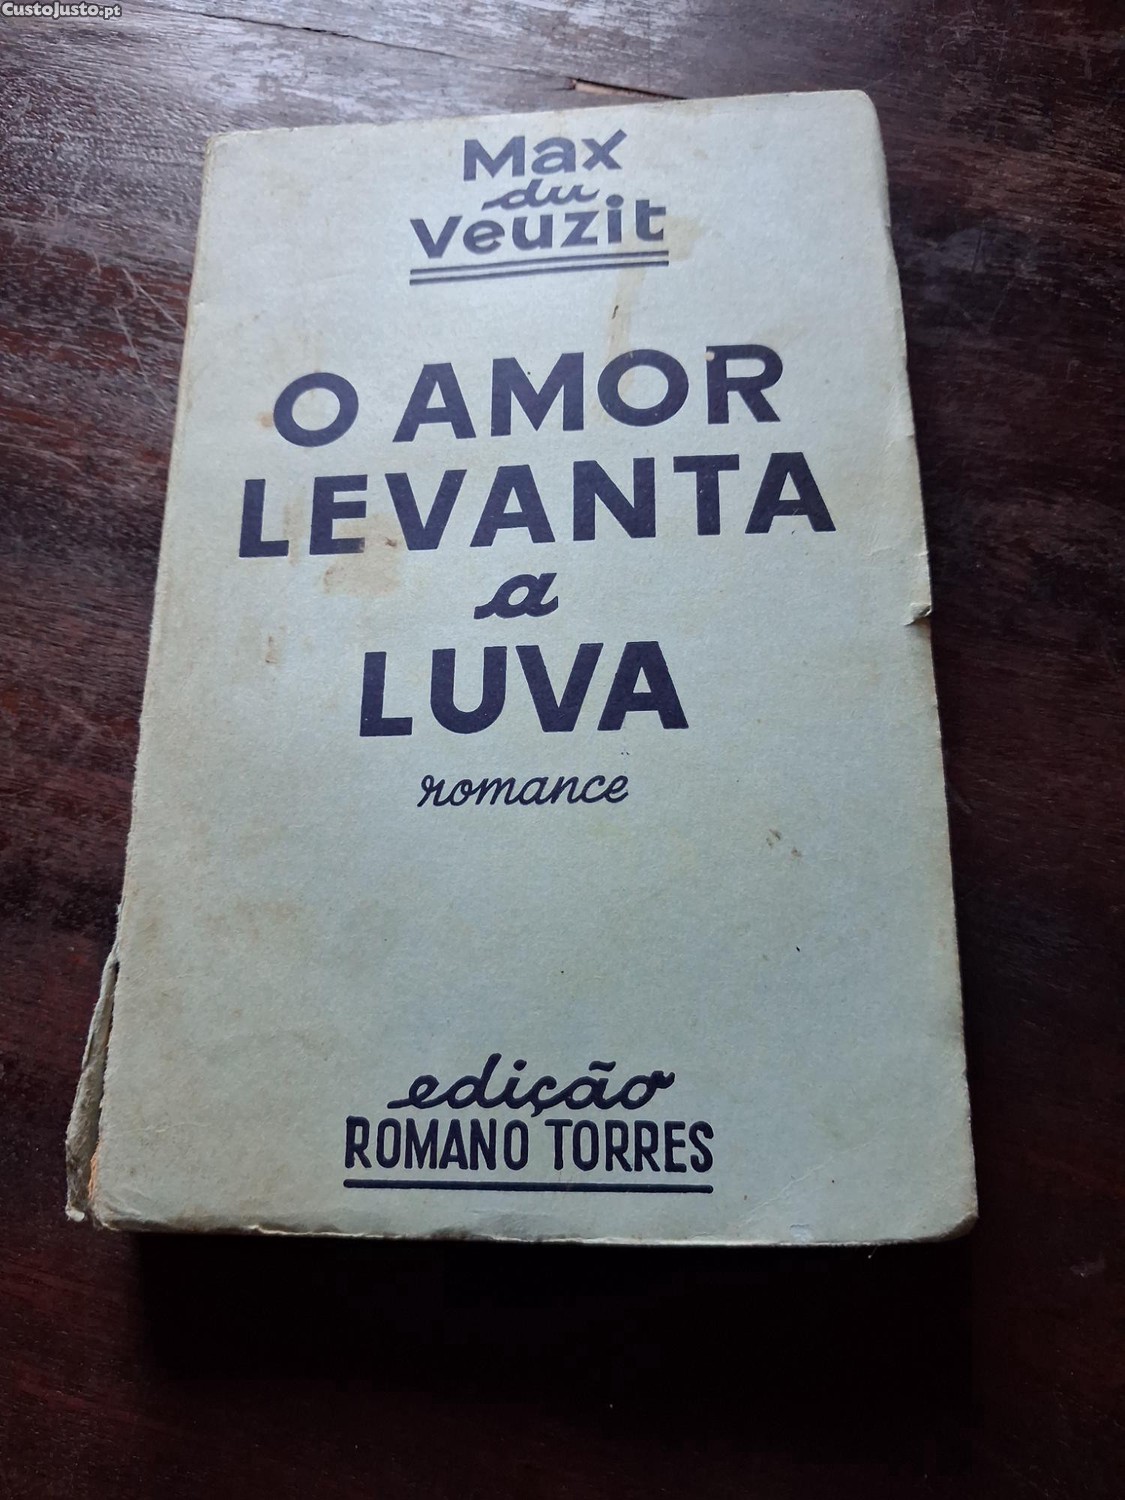 CustoJusto.pt
Max
du
Veuzit
O AMOR
LEVANTA
a
LUVA
romance
edição
ROMANO TORRES